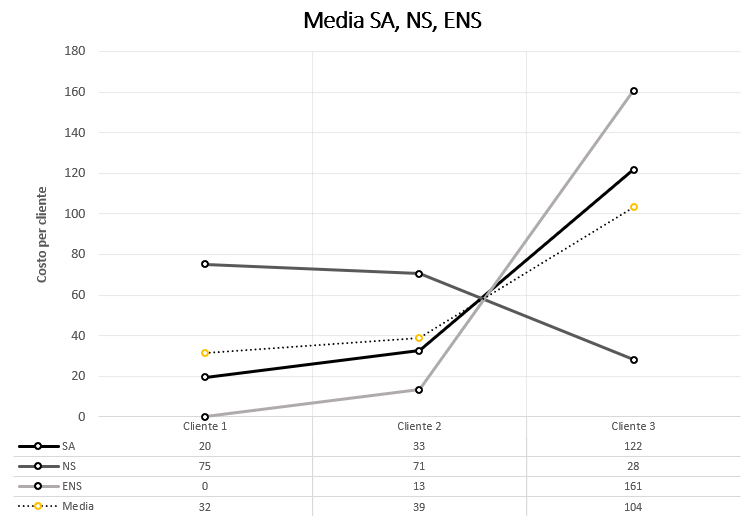 Media SA, NS, ENS
180
160
140
120
100
80
60
40
20
0
Costo per cliente
Cliente 1 Cliente 2 Cliente 3
SA 20 33 122
NS 75 71 28
ENS 0 13 161
Media 32 39 104